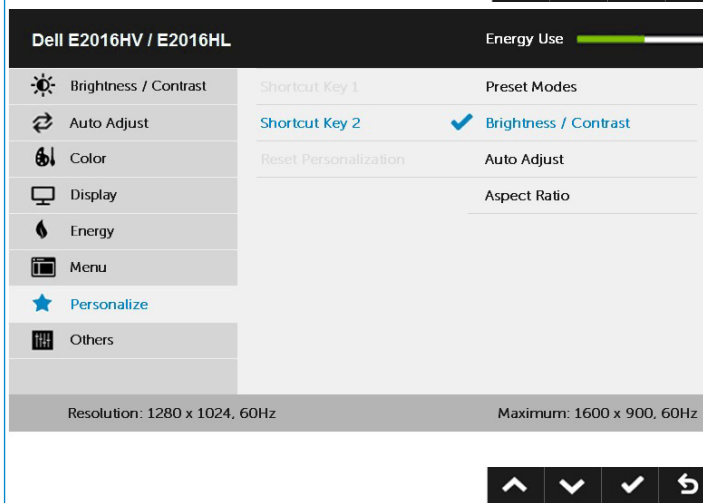 Dell E2016HV / E2016HL
Energy Use
Brightness / Contrast
Auto Adjust
Color
Display
Energy
Menu
Personalize
Others
Shortcut Key 1
Shortcut Key 2
Reset Personalization
Preset Modes
Brightness / Contrast
Auto Adjust
Aspect Ratio
Resolution: 1280 x 1024, 60Hz
Maximum: 1600 x 900, 60Hz